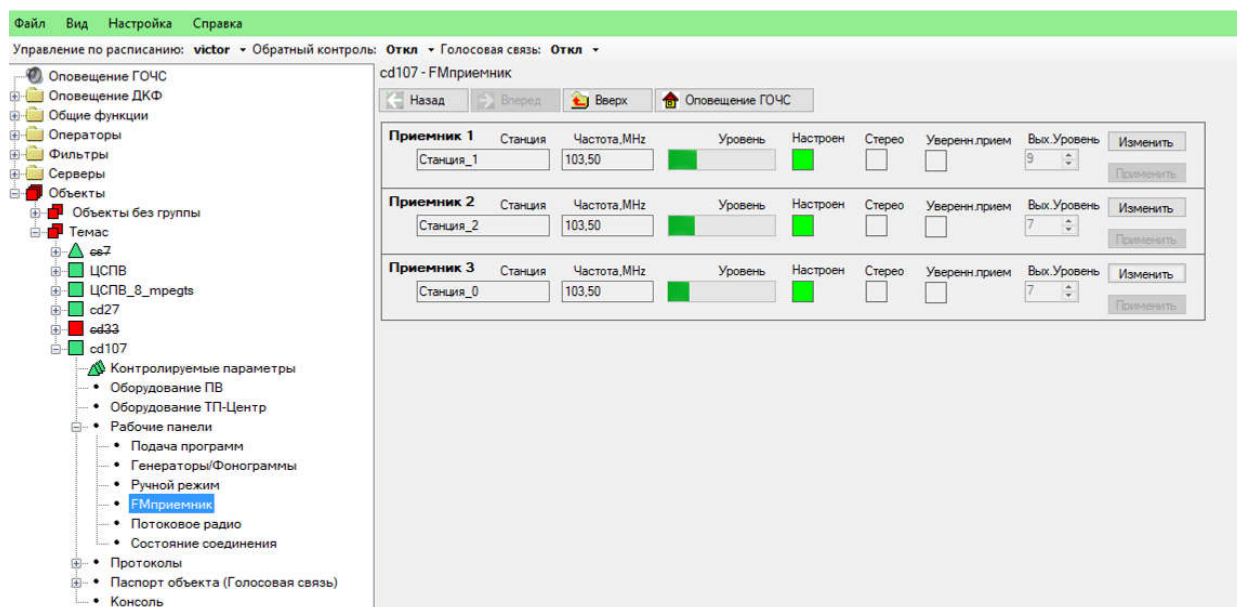 Файл Вид Настройка Справка
Управление по расписанию: victor Обратный контроль: Откл Голосовая связь: Откл
Оповещение ГОЧС
Оповещение ДКФ
Общие функции
Операторы
Фильтры
Серверы
Объекты
Объекты без группы
Темас
cs7
ЦСПВ
ЦСПВ_8_mpegts
cd27
cd33
cd107
Контролируемые параметры
Оборудование ПВ
Оборудование ТП-Центр
Рабочие панели
Подача программ
Генераторы/Фонограммы
Ручной режим
FMприемник
Потоковое радио
Состояние соединения
Протоколы
Паспорт объекта (Голосовая связь)
Консоль
cd107 - FMприемник
Назад Вперед Вверх Оповещение ГОЧС
Приемник 1 Станция Частота,MHz Уровень Настроен Стерео Уверенн.прием Вых.Уровень Изменить
Станция_1 103,50 9
Применить
Приемник 2 Станция Частота,MHz Уровень Настроен Стерео Уверенн.прием Вых.Уровень Изменить
Станция_2 103,50 7
Применить
Приемник 3 Станция Частота,MHz Уровень Настроен Стерео Уверенн.прием Вых.Уровень Изменить
Станция_0 103,50 7
Применить